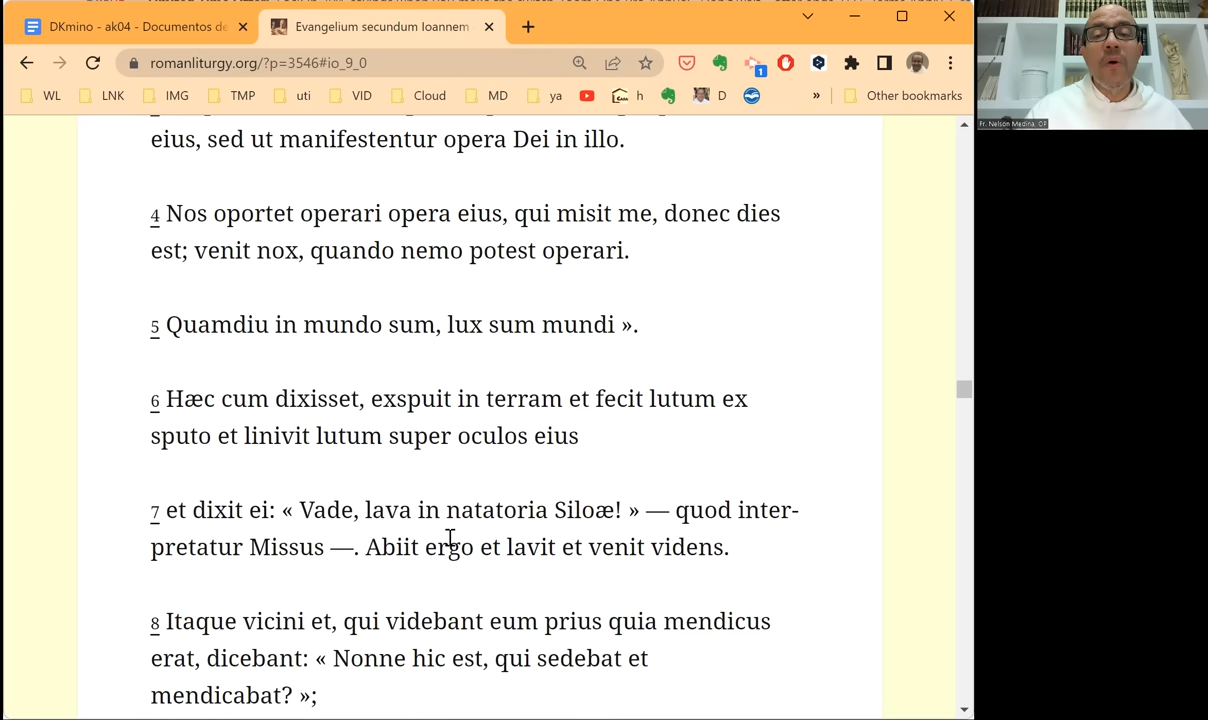 DKmino - ak04 - Documentos de
Evangelium secundum Ioannem
romanliturgy.org/?p=3546#io_9_0
1
WL LNK IMG TMP uti VID Cloud MD ya h D » Other bookmarks
Fr. Nelson Medina, OP
eius, sed ut manifestentur opera Dei in illo.
4 Nos oportet operari opera eius, qui misit me, donec dies
est; venit nox, quando nemo potest operari.
5 Quamdiu in mundo sum, lux sum mundi ».
6 Hæc cum dixisset, exspuit in terram et fecit lutum ex
sputo et linivit lutum super oculos eius
7 et dixit ei: « Vade, lava in natatoria Siloæ! » — quod inter-
pretatur Missus —. Abiit ergo et lavit et venit videns.
8 Itaque vicini et, qui videbant eum prius quia mendicus
erat, dicebant: « Nonne hic est, qui sedebat et
mendicabat? »;